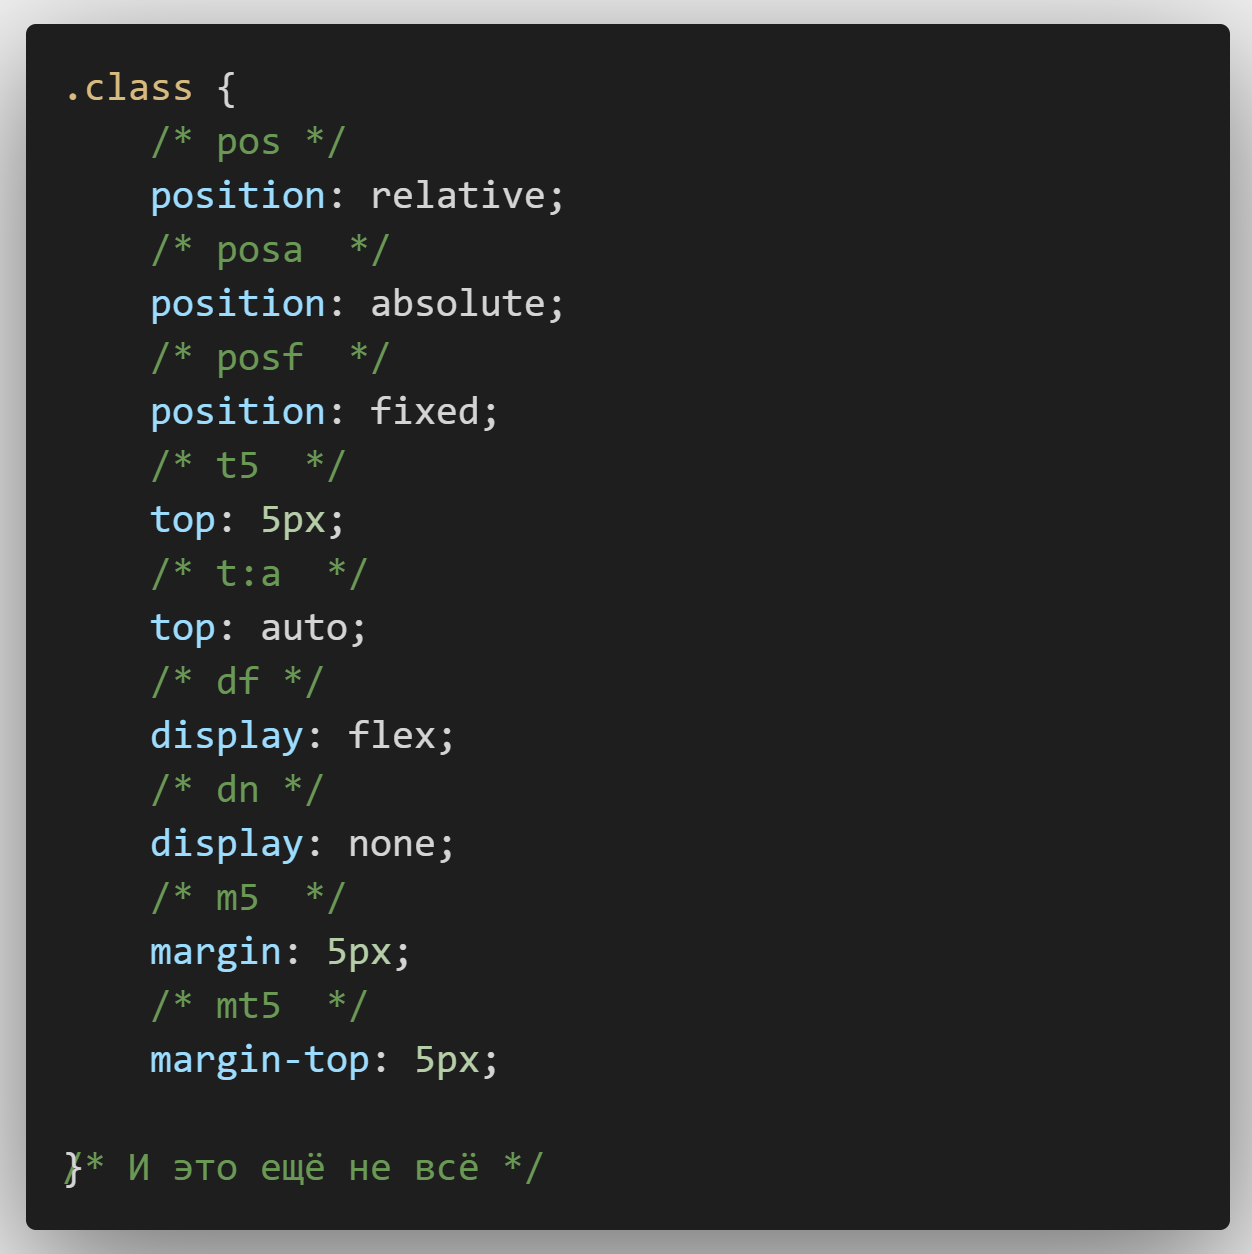 .class {
    /* pos */
    position: relative;
    /* posa  */
    position: absolute;
    /* posf  */
    position: fixed;
    /* t5  */
    top: 5px;
    /* t:a  */
    top: auto;
    /* df */
    display: flex;
    /* dn */
    display: none;
    /* m5  */
    margin: 5px;
    /* mt5  */
    margin-top: 5px;
}/* И это ещё не всё */